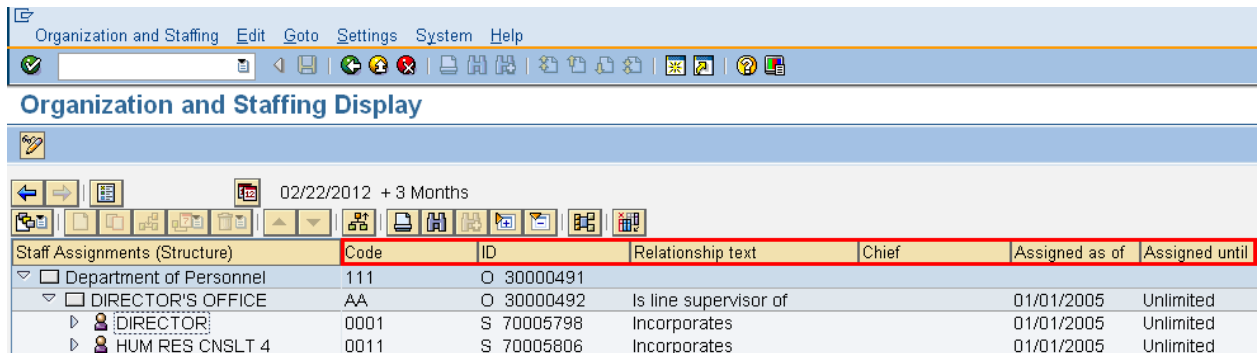 Organization and Staffing Edit Goto Settings System Help
Organization and Staffing Display
02/22/2012 + 3 Months
Staff Assignments (Structure) Code ID Relationship text Chief Assigned as of Assigned until
Department of Personnel 111 O 30000491
DIRECTOR'S OFFICE AA O 30000492 Is line supervisor of 01/01/2005 Unlimited
DIRECTOR 0001 S 70005798 Incorporates 01/01/2005 Unlimited
HUM RES CNSLT 4 0011 S 70005806 Incorporates 01/01/2005 Unlimited